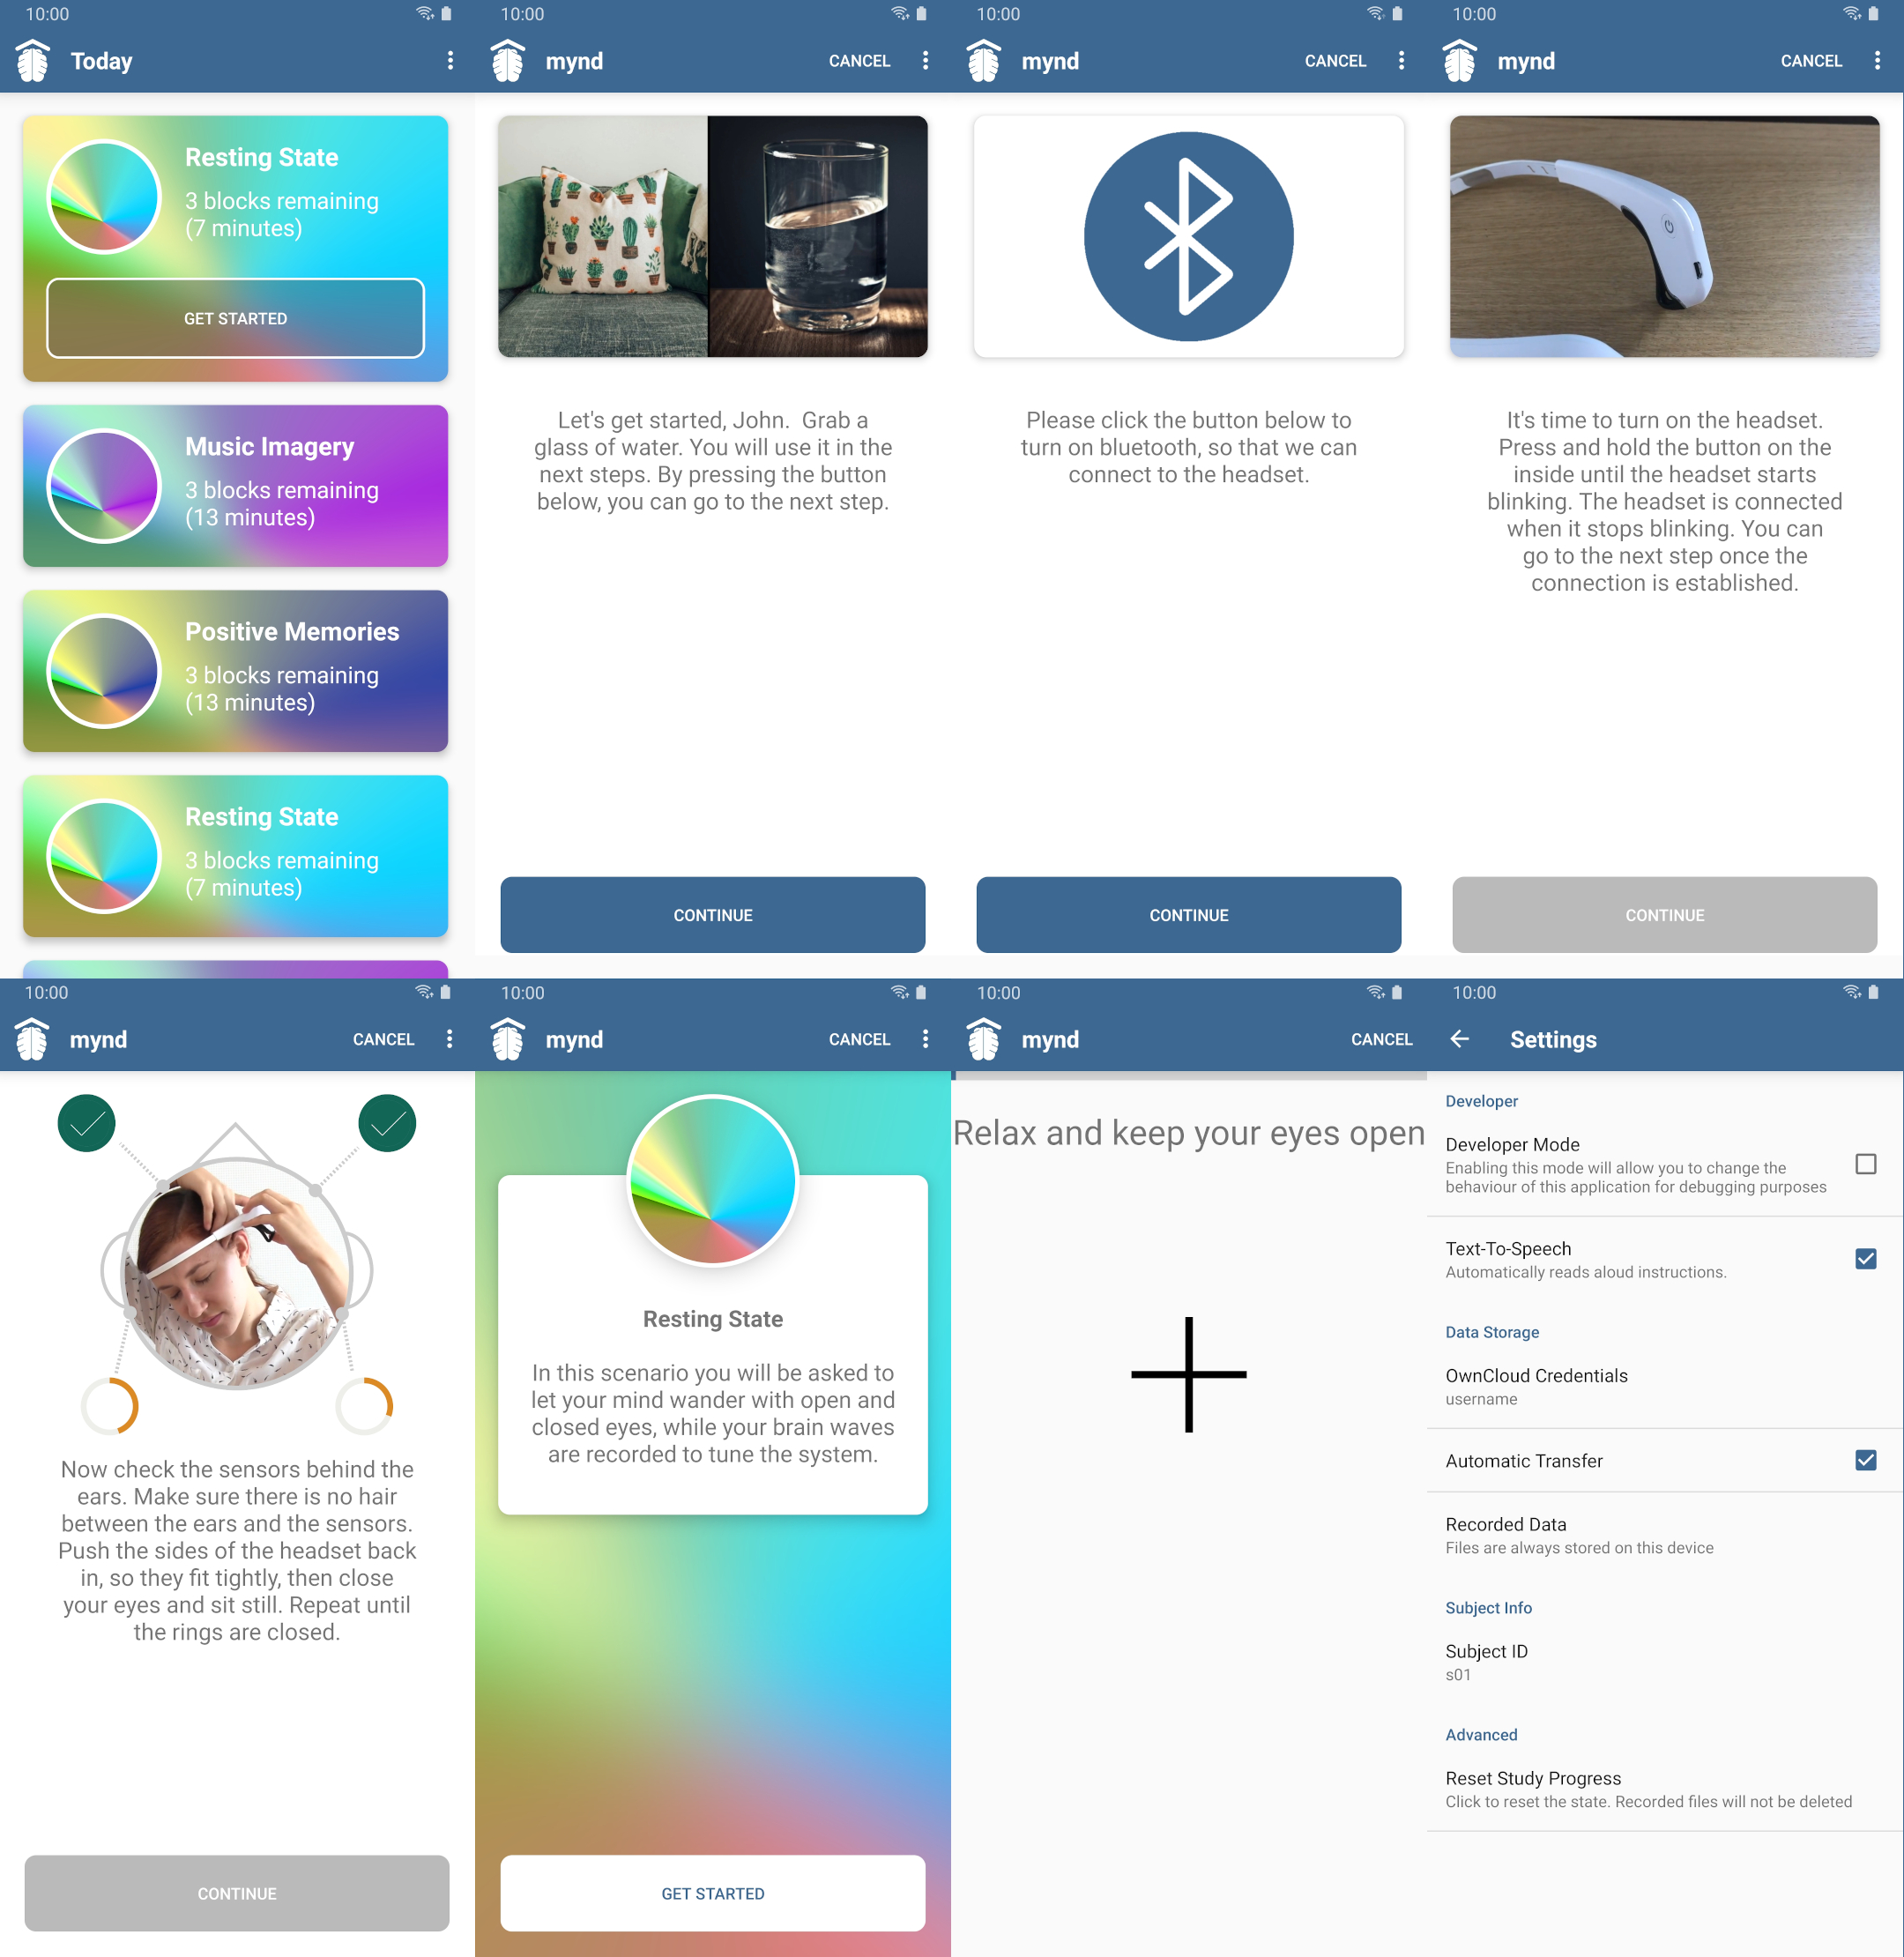 10:00
Today
Resting State
3 blocks remaining
(7 minutes)
GET STARTED
Music Imagery
3 blocks remaining
(13 minutes)
Positive Memories
3 blocks remaining
(13 minutes)
Resting State
3 blocks remaining
(7 minutes)
10:00
mynd
CANCEL
Let's get started, John.  Grab a
glass of water. You will use it in the
next steps. By pressing the button
below, you can go to the next step.
CONTINUE
10:00
mynd
CANCEL
Please click the button below to
turn on bluetooth, so that we can
connect to the headset.
CONTINUE
10:00
mynd
CANCEL
It's time to turn on the headset.
Press and hold the button on the
inside until the headset starts
blinking. The headset is connected
when it stops blinking. You can
go to the next step once the
connection is established.
CONTINUE
10:00
mynd
CANCEL
Now check the sensors behind the
ears. Make sure there is no hair
between the ears and the sensors.
Push the sides of the headset back
in, so they fit tightly, then close
your eyes and sit still. Repeat until
the rings are closed.
CONTINUE
10:00
mynd
CANCEL
Resting State
In this scenario you will be asked to
let your mind wander with open and
closed eyes, while your brain waves
are recorded to tune the system.
GET STARTED
10:00
mynd
CANCEL
Relax and keep your eyes open
10:00
Settings
Developer
Developer Mode
Enabling this mode will allow you to change the
behaviour of this application for debugging purposes
Text-To-Speech
Automatically reads aloud instructions.
Data Storage
OwnCloud Credentials
username
Automatic Transfer
Recorded Data
Files are always stored on this device
Subject Info
Subject ID
s01
Advanced
Reset Study Progress
Click to reset the state. Recorded files will not be deleted